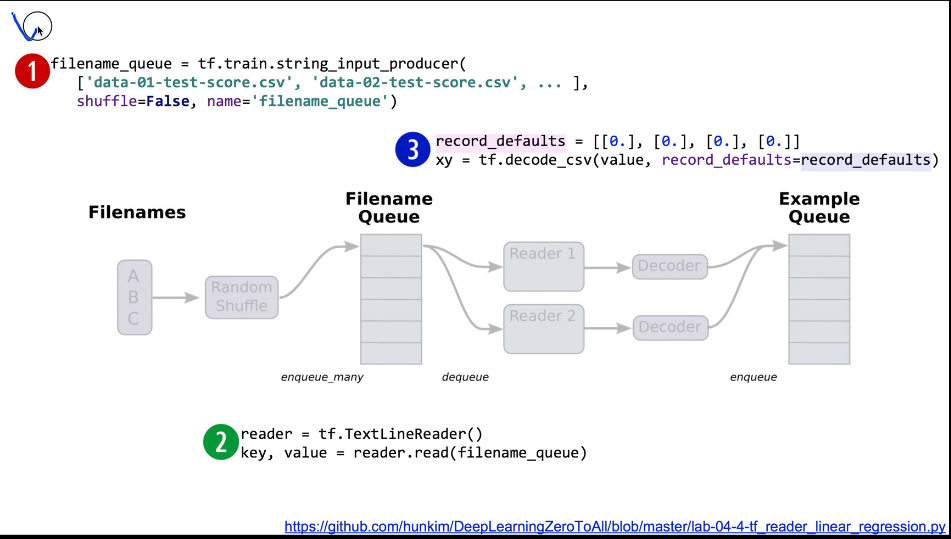 1
filename_queue = tf.train.string_input_producer(
['data-01-test-score.csv', 'data-02-test-score.csv', ... ],
shuffle=False, name='filename_queue')
3
record_defaults = [[0.], [0.], [0.], [0.]]
xy = tf.decode_csv(value, record_defaults=record_defaults)
Filenames
Filename
Queue
Example
Queue
A
B
C
Random
Shuffle
Reader 1
Decoder
Reader 2
Decoder
enqueue_many
dequeue
enqueue
2
reader = tf.TextLineReader()
key, value = reader.read(filename_queue)
https://github.com/hunkim/DeepLearningZeroToAll/blob/master/lab-04-4-tf_reader_linear_regression.py